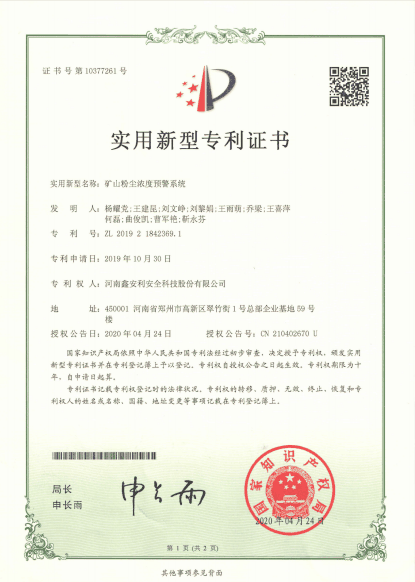 证书号第10377261号
实用新型专利证书
实用新型名称：矿山粉尘浓度预警系统
发明人：杨耀党;王建昆;刘文峥;刘黎娟;王雨萌;乔梁;王喜萍
何磊;曲俊凯;曹军艳;靳永芬
专利号：ZL 2019 2 1842369.1
专利申请日：2019年10月30日
专利权人：河南鑫安利安全科技股份有限公司
地址：450001 河南省郑州市高新区翠竹街1号总部企业基地59号
楼
授权公告日：2020年04月24日 授权公告号：CN 210402670 U
国家知识产权局依照中华人民共和国专利法经过初步审查，决定授予专利权，颁发实用
新型专利证书并在专利登记簿上予以登记。专利权自授权公告之日起生效。专利权期限为十
年，自申请日起算。
专利证书记载专利权登记时的法律状况。专利权的转移、质押、无效、终止、恢复和专
利权人的姓名或名称、国籍、地址变更等事项记载在专利登记簿上。
局长
申长雨
申长雨
国家知识产权局
2020年04月24日
第1页（共2页）
其他事项参见背面